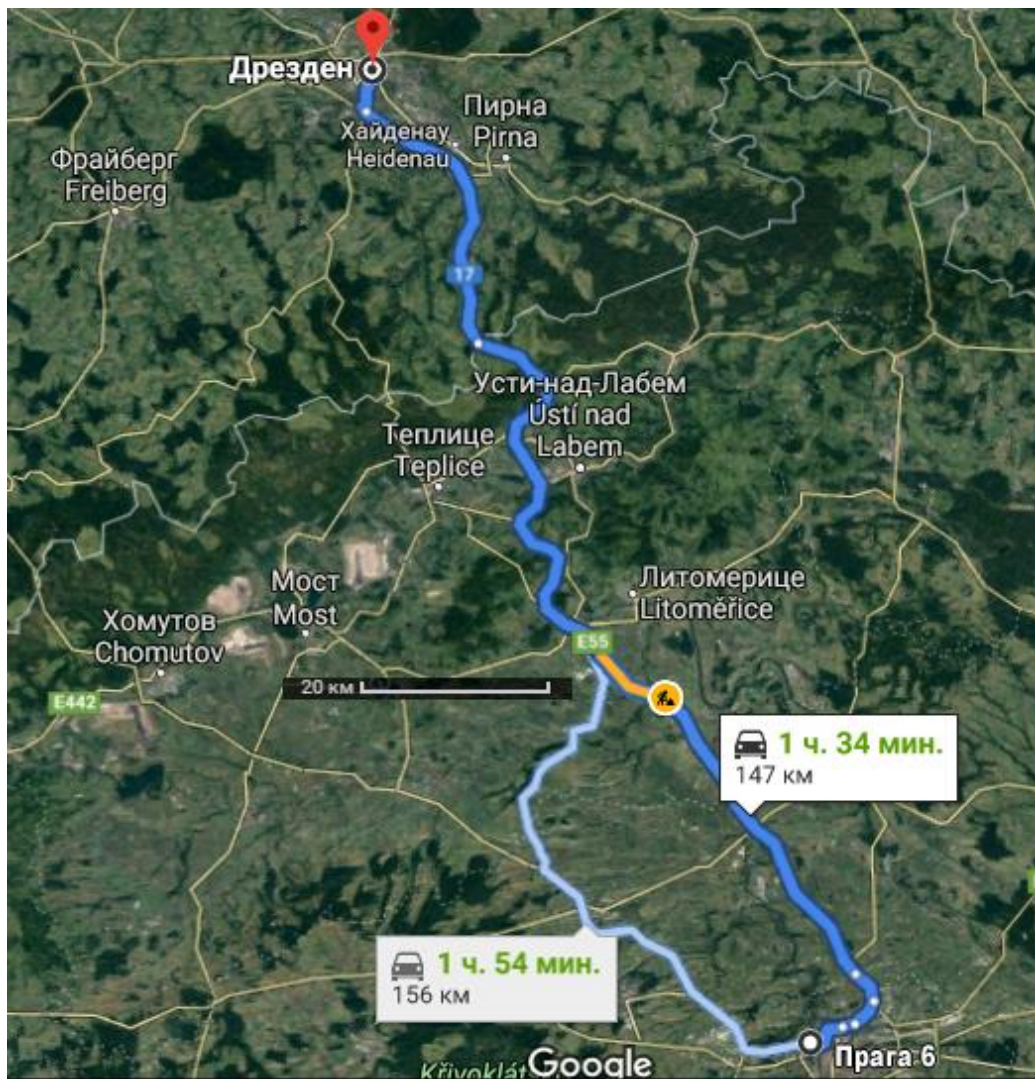 Дрезден
Пирна
Pirna
Хайденау
Heidenau
Фрайберг
Freiberg
17
Усти-над-Лабем
Ústí nad
Labem
Теплице
Teplice
Мост
Most
Литомерице
Litoměřice
Хомутов
Chomutov
E55
20 км
E442
1 ч. 34 мин.
147 км
1 ч. 54 мин.
156 км
Прага 6
Křivoklát
Google